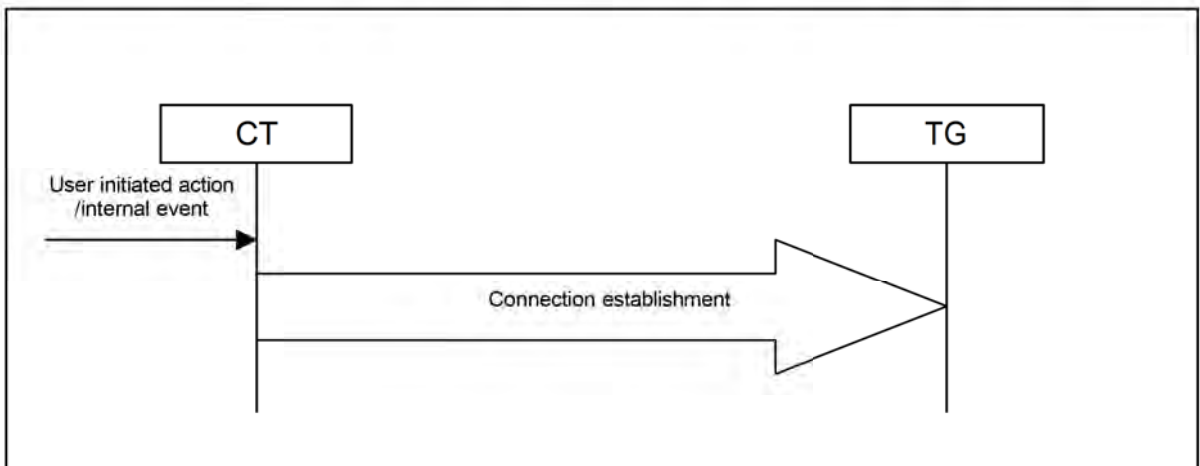 CT
TG
User initiated action
/internal event
Connection establishment